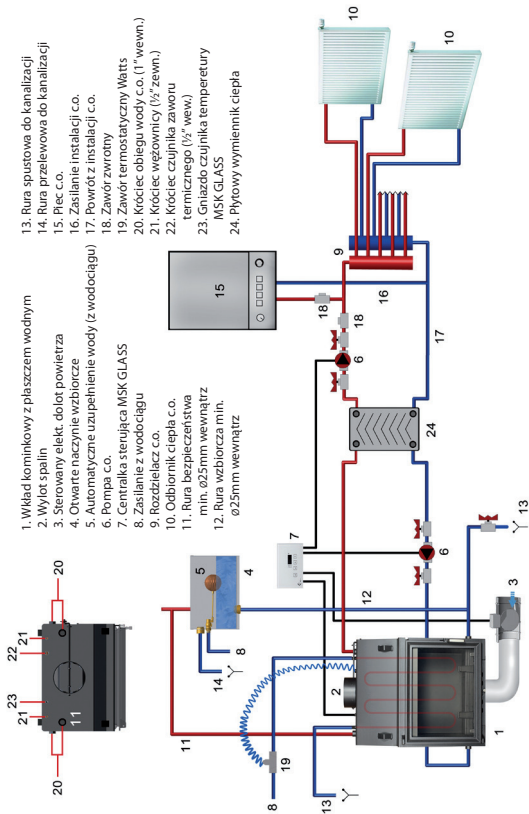 1. Wkład kominkowy z płaszczem wodnym
2. Wylot spalin
3. Sterowany elekt. dolot powietrza
4. Otwarte naczynie wzbiorcze
5. Automatyczne uzupełnienie wody (z wodociągu)
6. Pompa c.o.
7. Centralka sterująca MSK GLASS
8. Zasilanie z wodociągu
9. Rozdzielacz c.o.
10. Odbiornik ciepła c.o.
11. Rura bezpieczeństwa
min. ø25mm wewnątrz
12. Rura wzbiorcza min.
ø25mm wewnątrz
13. Rura spustowa do kanalizacji
14. Rura przelewowa do kanalizacji
15. Piec c.o.
16. Zasilanie instalacji c.o.
17. Powrót z instalacji c.o.
18. Zawór zwrotny
19. Zawór termostatyczny Watts
20. Króciec obiegu wody c.o. (1" wewn.)
21. Króciec wężownicy (½" zewn.)
22. Króciec czujnika zaworu
termicznego (½" wew.)
23. Gniazdo czujnika temperetury
MSK GLASS
24. Płytowy wymiennik ciepła
20
21
22
23
21
20
11
11
14
8
5
4
7
12
2
19
8
13
1
3
6
13
24
6
18
18
15
9
16
17
10
10